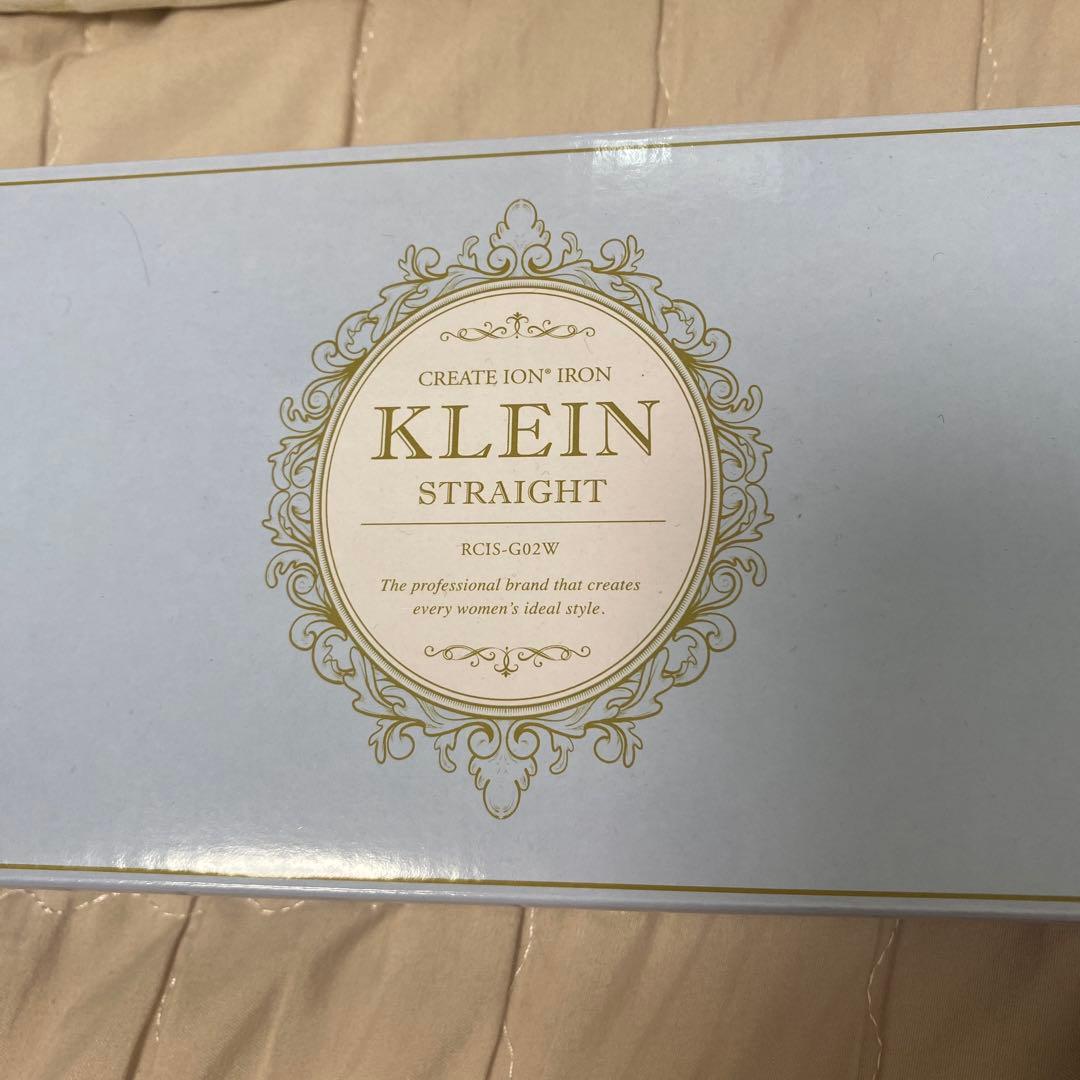 CREATE ION® IRON
KLEIN
STRAIGHT
RCIS-G02W
The professional brand that creates
every women's ideal style.